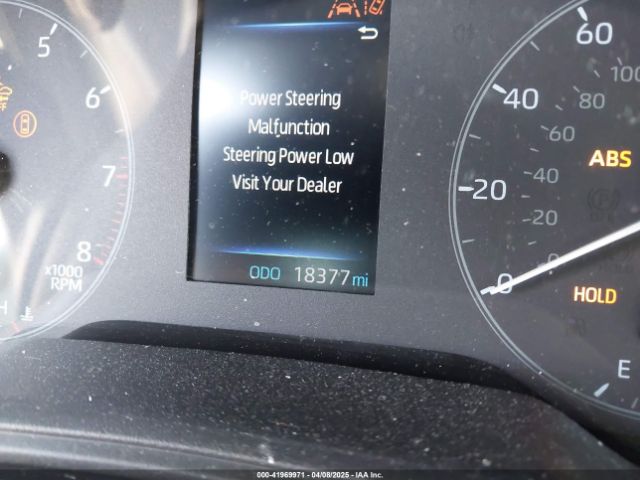 5
6
7
8
x1000
RPM
H
Power Steering
Malfunction
Steering Power Low
Visit Your Dealer
ODO 18377 mi
60
100
40
80
60
ABS
40
20
20
0
0
HOLD
E
000-41969971 - 04/08/2025 - IAA Inc.